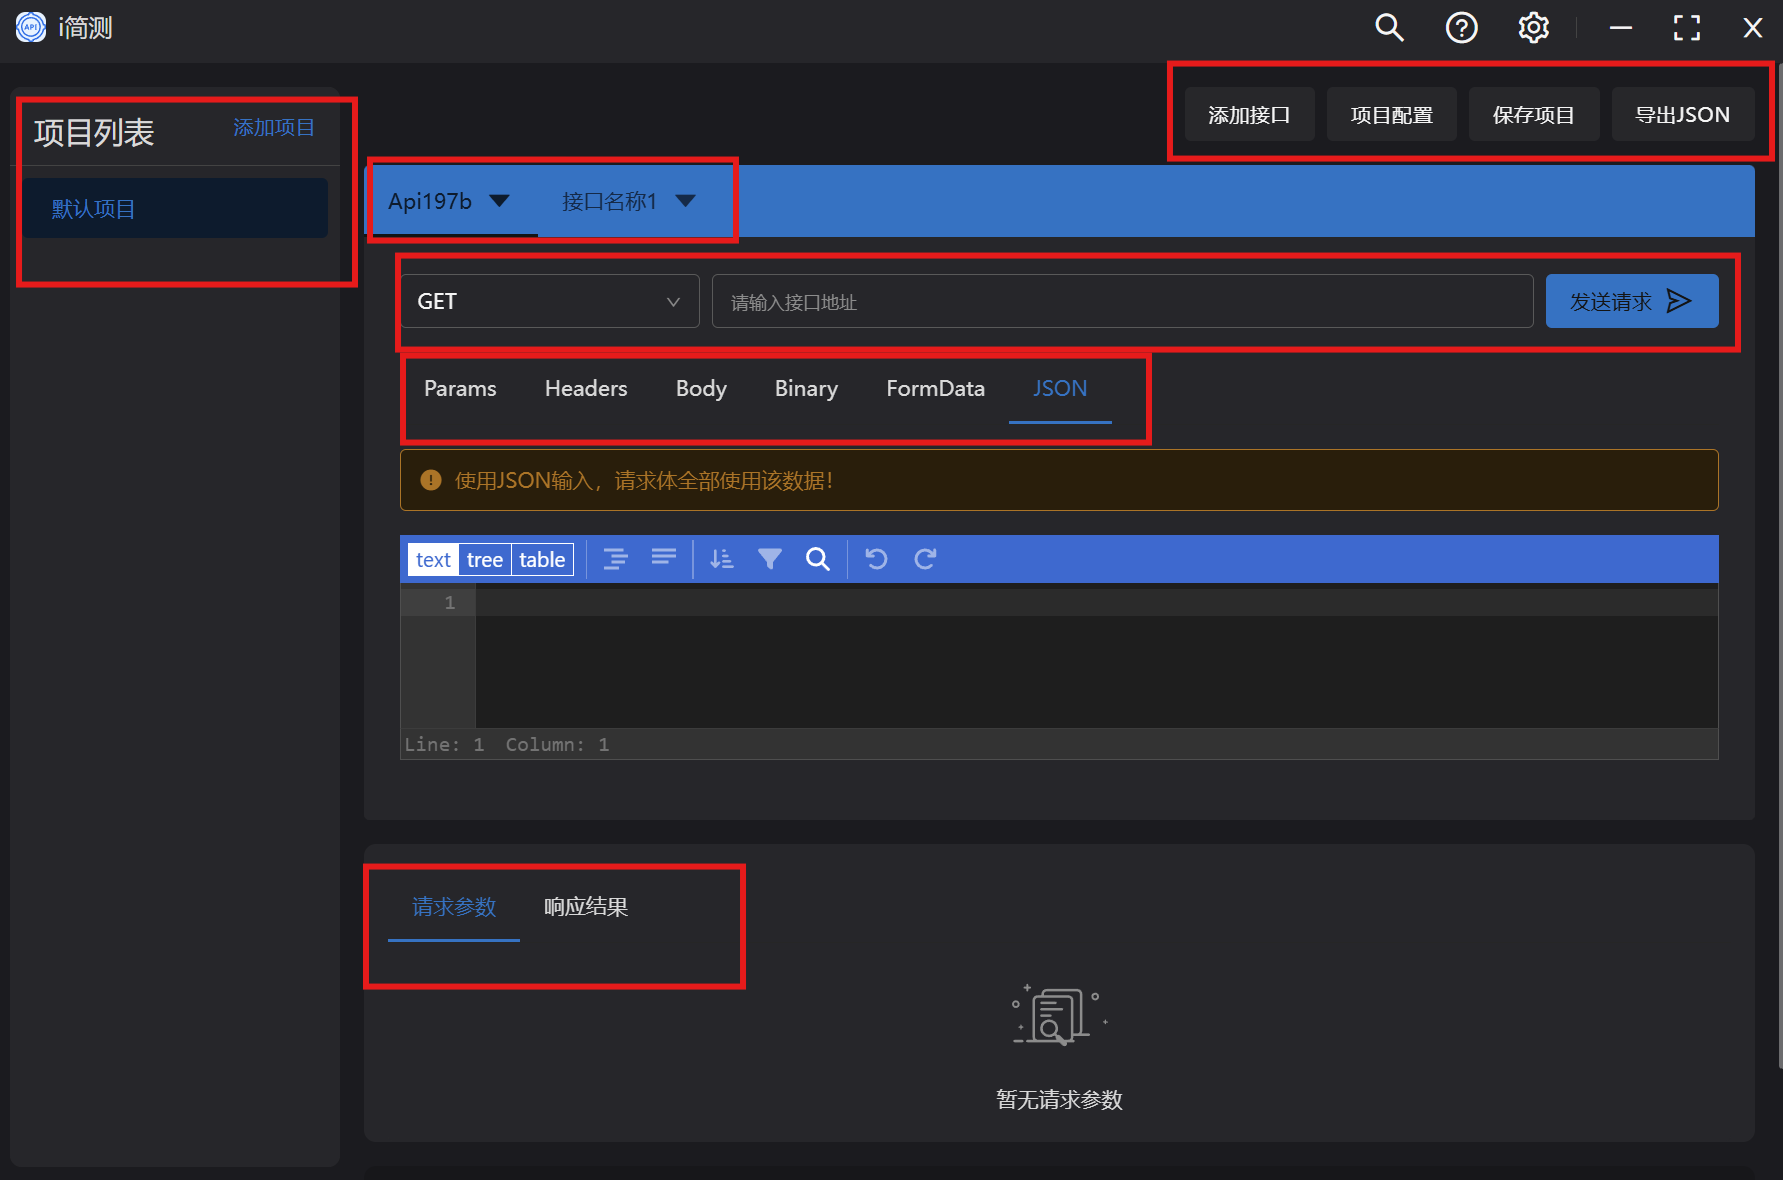 i简测
添加接口 项目配置 保存项目 导出JSON
项目列表 添加项目
默认项目
Api197b 接口名称1
GET 请输入接口地址 发送请求
Params Headers Body Binary FormData JSON
使用JSON输入，请求体全部使用该数据！
text tree table
1
Line: 1 Column: 1
请求参数 响应结果
暂无请求参数